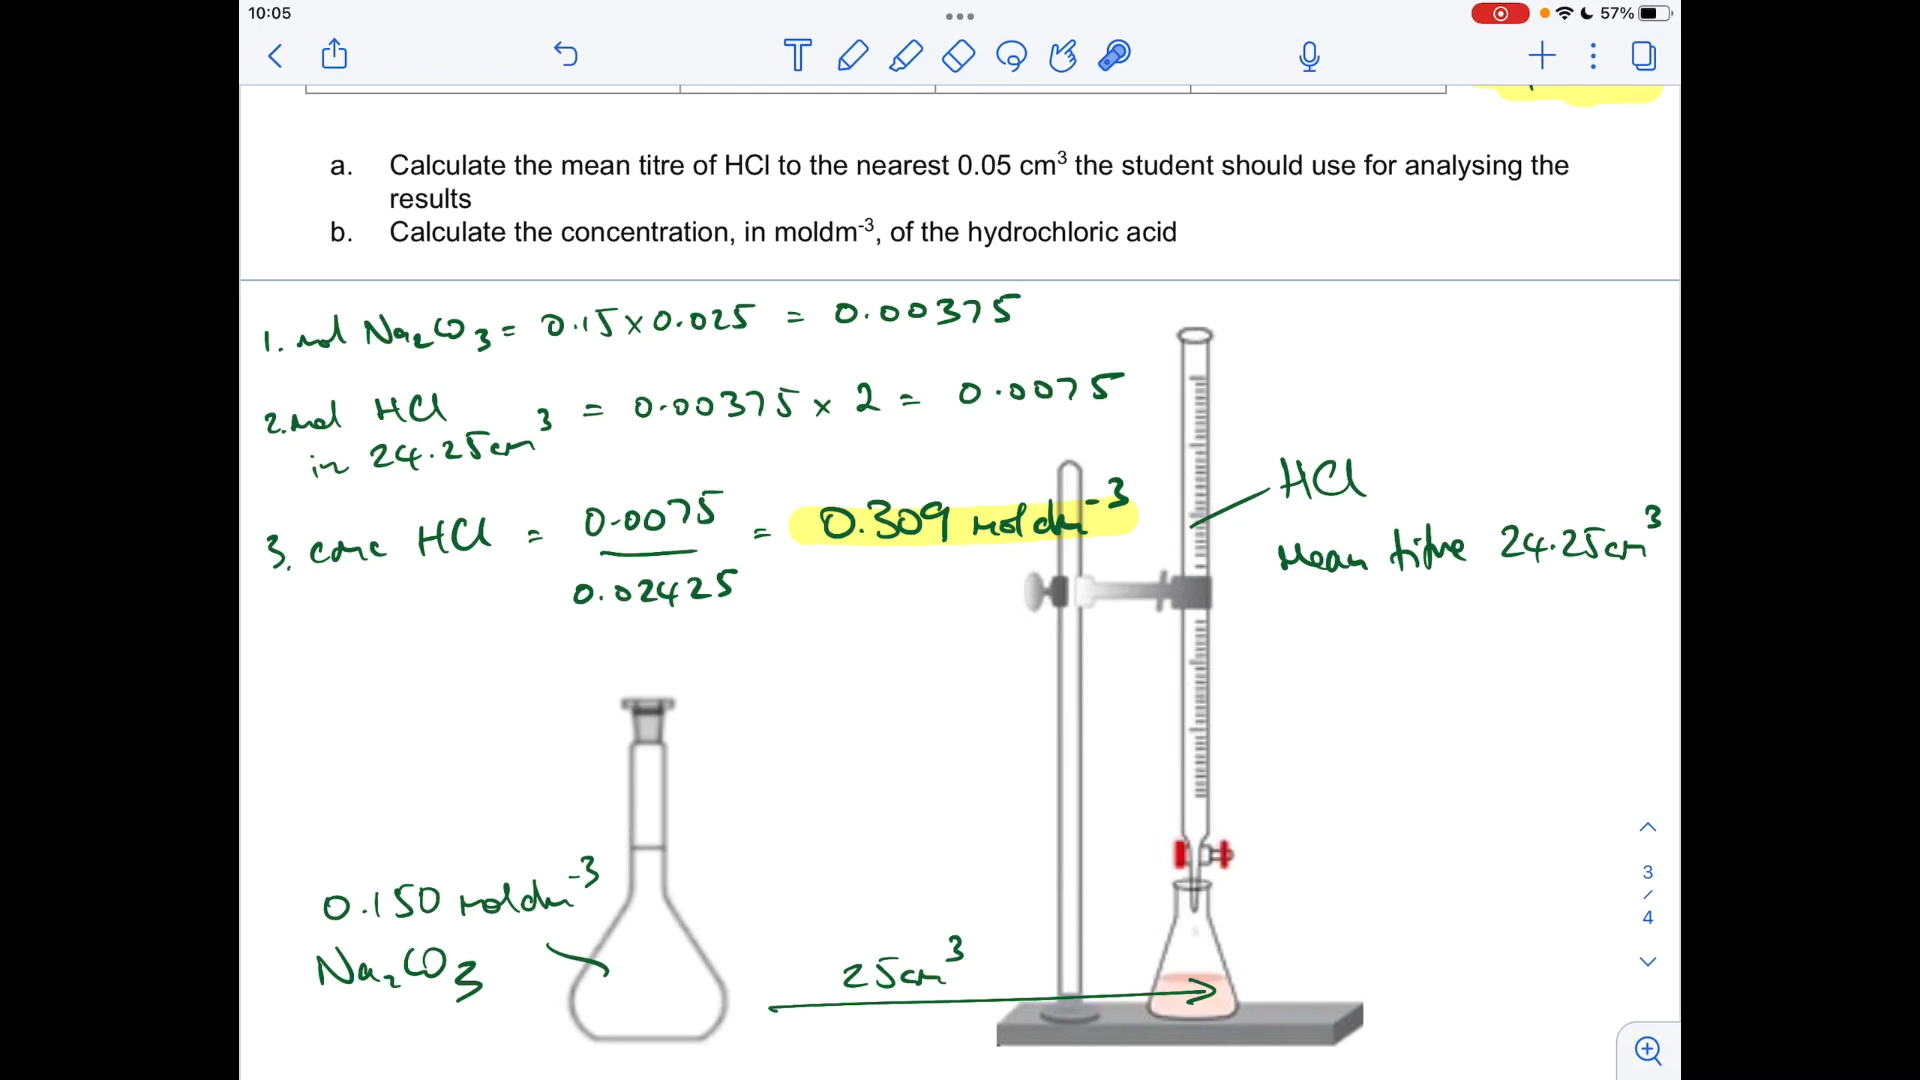 10:05
57%
T
a. Calculate the mean titre of HCl to the nearest 0.05 cm³ the student should use for analysing the
results
b. Calculate the concentration, in moldm⁻³, of the hydrochloric acid
1. mol Na₂CO₃ = 0.15 × 0.025 = 0.00375
2. mol HCl = 0.00375 × 2 = 0.0075
in 24.25cm³
3. conc HCl = 0.0075 = 0.309 moldm⁻³
0.02425
HCl
Mean titre 24.25cm³
0.150 moldm⁻³
Na₂CO₃
25cm³
3
/
4